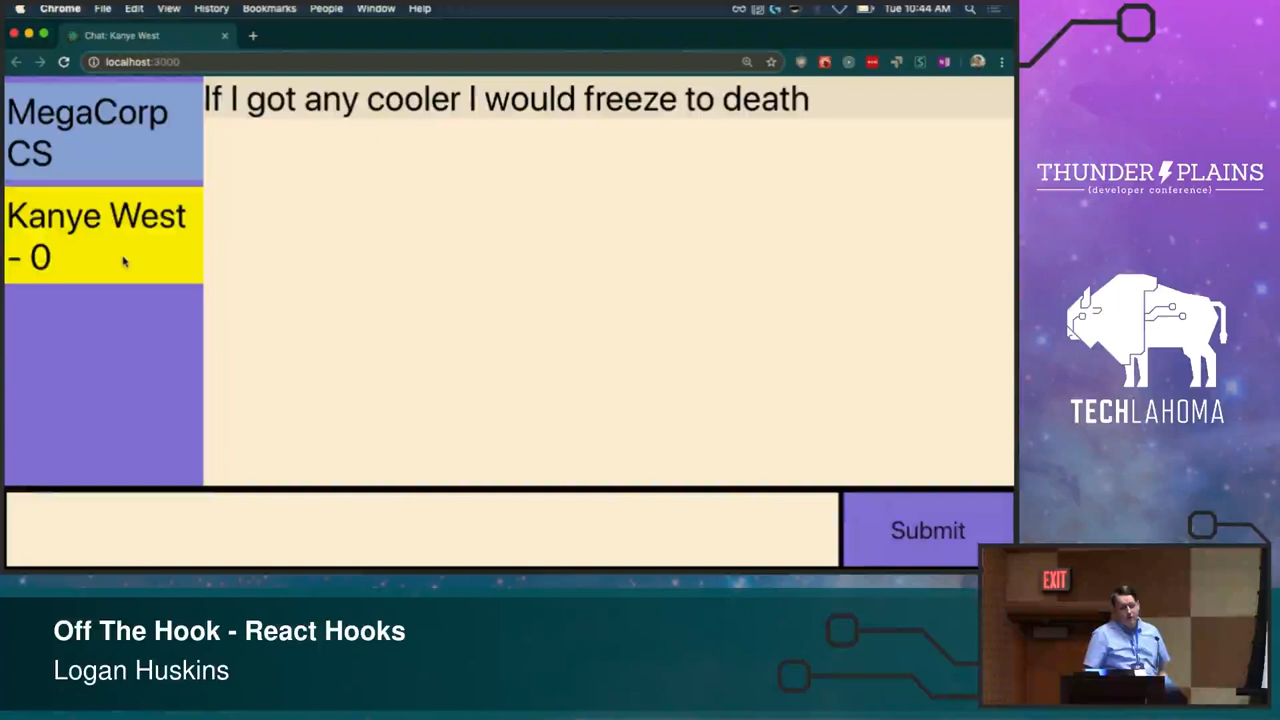 Chrome File Edit View History Bookmarks People Window Help Tue 10:44 AM
Chat: Kanye West
localhost:3000
MegaCorp
CS
Kanye West
- 0
If I got any cooler I would freeze to death
Submit
THUNDER PLAINS
{developer conference}
TECHLAHOMA
EXIT
Off The Hook - React Hooks
Logan Huskins